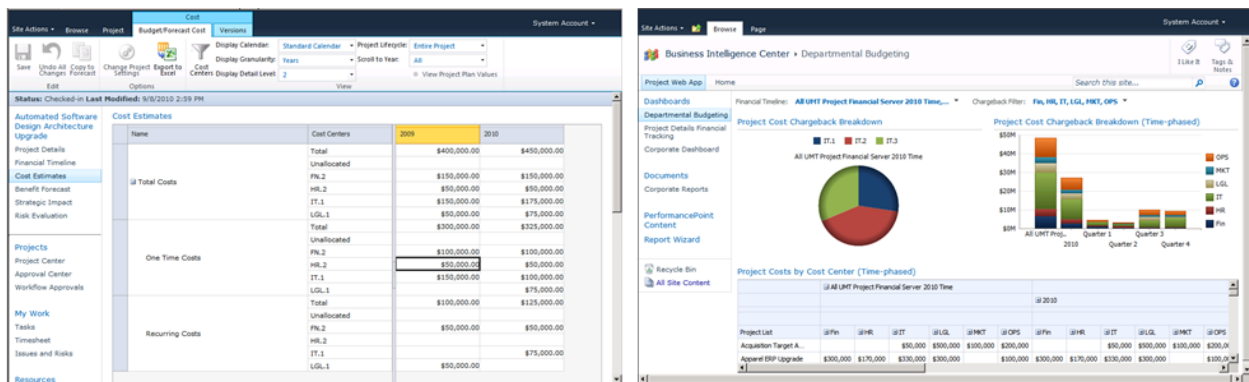 Cost
Site Actions Browse Project Budget/Forecast Cost Versions System Account
Save Undo All Changes Copy to Forecast Change Project Settings Export to Excel Cost Centers
Display Calendar: Standard Calendar Project Lifecycle: Entire Project
Display Granularity: Years Scroll to Year: All
Display Detail Level: 2 View Project Plan Values
Edit Options View
Status: Checked-in Last Modified: 9/8/2010 2:59 PM
Automated Software Design Architecture Upgrade
Project Details
Financial Timeline
Cost Estimates
Benefit Forecast
Strategic Impact
Risk Evaluation
Projects
Project Center
Approval Center
Workflow Approvals
My Work
Tasks
Timesheet
Issues and Risks
Resources
Cost Estimates
Name Cost Centers 2009 2010
Total Costs
Total $400,000.00 $450,000.00
Unallocated
FN.2 $150,000.00 $150,000.00
HR.2 $50,000.00 $50,000.00
IT.1 $150,000.00 $175,000.00
LGL.1 $50,000.00 $75,000.00
One Time Costs
Total $300,000.00 $325,000.00
Unallocated
FN.2 $100,000.00 $100,000.00
HR.2 $50,000.00 $50,000.00
IT.1 $150,000.00 $100,000.00
LGL.1 $75,000.00
Recurring Costs
Total $100,000.00 $125,000.00
Unallocated
FN.2 $50,000.00 $50,000.00
HR.2
IT.1 $75,000.00
LGL.1 $50,000.00
Site Actions Browse Page System Account
Business Intelligence Center Departmental Budgeting
I Like It Tags & Notes
Project Web App Home Search this site...
Dashboards
Departmental Budgeting
Project Details Financial Tracking
Corporate Dashboard
Documents
Corporate Reports
PerformancePoint Content
Report Wizard
Recycle Bin
All Site Content
Financial Timeline: All UMT Project Financial Server 2010 Time,... Chargeback Filter: Fin, HR, IT, LGL, MKT, OPS
Project Cost Chargeback Breakdown
IT.1 IT.2 IT.3
All UMT Project Financial Server 2010 Time
Project Cost Chargeback Breakdown (Time-phased)
$50M
$40M
$30M
$20M
$10M
$0M
All UMT Proj... Quarter 1 Quarter 3
2010 Quarter 2 Quarter 4
OPS
MKT
LGL
IT
HR
Fin
Project Costs by Cost Center (Time-phased)
All UMT Project Financial Server 2010 Time
2010
Project List Fin HR IT LGL MKT OPS Fin HR IT LGL MKT OPS
Acquisition Target A... $50,000 $500,000 $100,000 $200,000 $50,000 $500,000 $100,000 $200,0
Apparel ERP Upgrade $300,000 $170,000 $330,000 $300,000 $100,000 $300,000 $170,000 $330,000 $300,000 $100,0